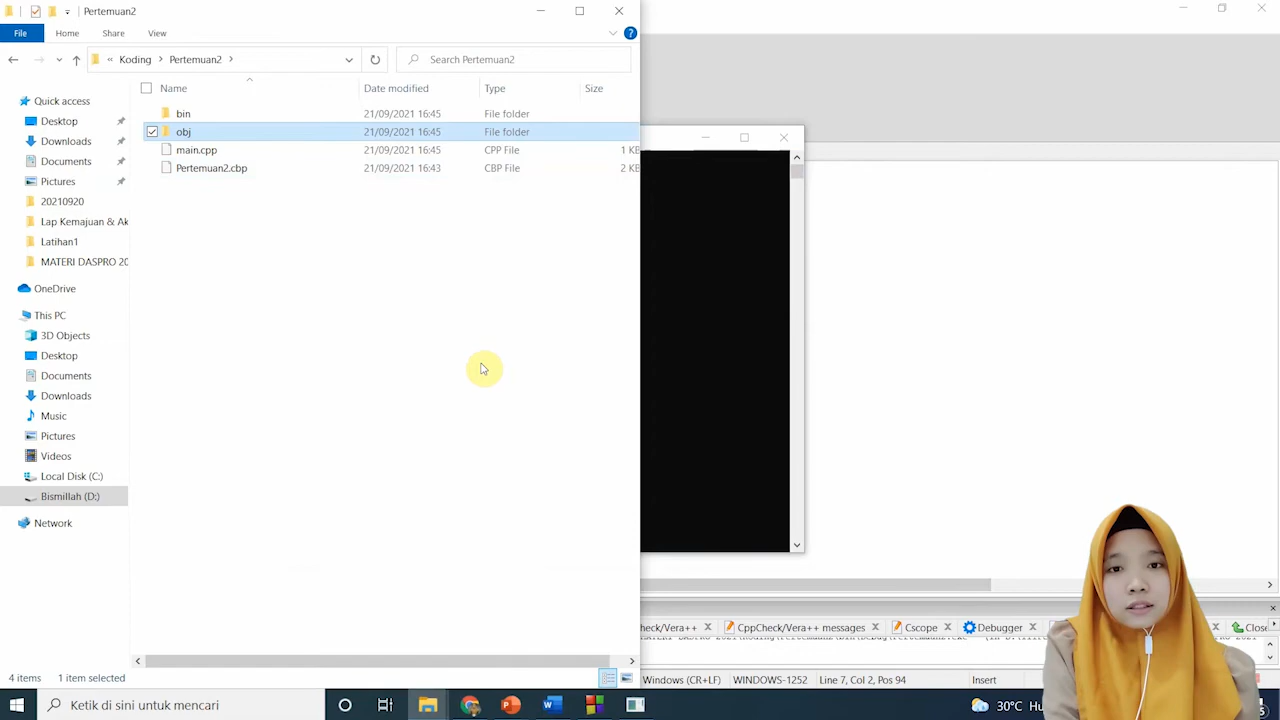 Pertemuan2
File Home Share View
Koding Pertemuan2
Search Pertemuan2
Name Date modified Type Size
bin 21/09/2021 16:45 File folder
obj 21/09/2021 16:45 File folder
main.cpp 21/09/2021 16:45 CPP File 1 KB
Pertemuan2.cbp 21/09/2021 16:43 CBP File 2 KB
Quick access
Desktop
Downloads
Documents
Pictures
20210920
Lap Kemajuan & Ak
Latihan1
MATERI DASPRO 20
OneDrive
This PC
3D Objects
Desktop
Documents
Downloads
Music
Pictures
Videos
Local Disk (C:)
Bismillah (D:)
Network
4 items 1 item selected
heck/Vera++ CppCheck/Vera++ messages Cscope Debugger Close
Windows (CR+LF) WINDOWS-1252 Line 7, Col 2, Pos 94 Insert
Ketik di sini untuk mencari
30°C Hu